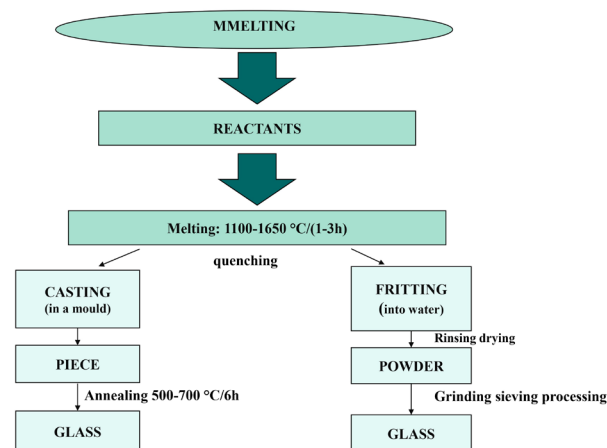 MMELTING
REACTANTS
Melting: 1100-1650 °C/(1-3h)
quenching
CASTING
(in a mould)
FRITTING
(into water)
Rinsing drying
PIECE
POWDER
Annealing 500-700 °C/6h
Grinding sieving processing
GLASS
GLASS